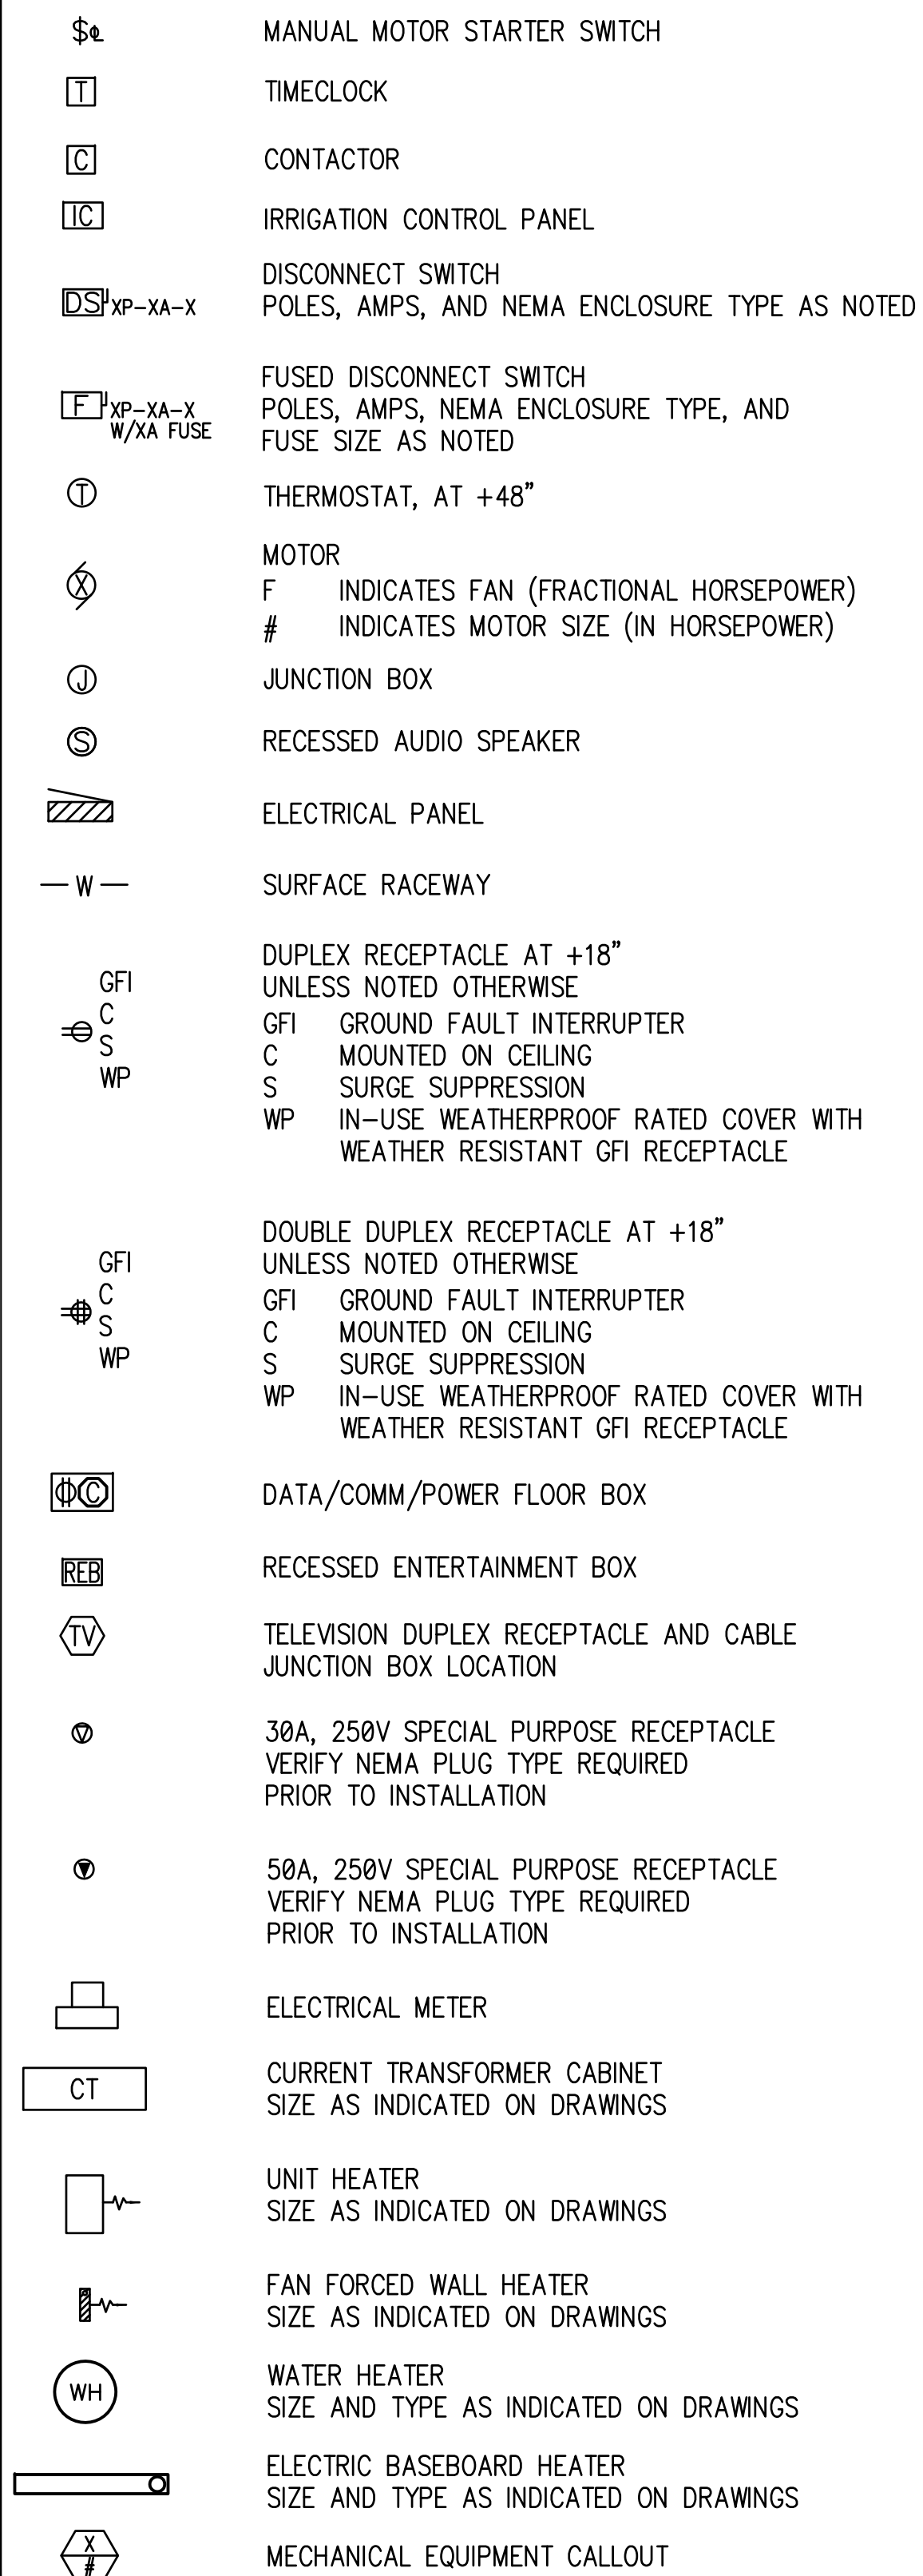 $℄ MANUAL MOTOR STARTER SWITCH
T TIMECLOCK
C CONTACTOR
IC IRRIGATION CONTROL PANEL
DISCONNECT SWITCH
DS XP-XA-X POLES, AMPS, AND NEMA ENCLOSURE TYPE AS NOTED
FUSED DISCONNECT SWITCH
F XP-XA-X POLES, AMPS, NEMA ENCLOSURE TYPE, AND
W/XA FUSE FUSE SIZE AS NOTED
T THERMOSTAT, AT +48"
MOTOR
X F INDICATES FAN (FRACTIONAL HORSEPOWER)
# INDICATES MOTOR SIZE (IN HORSEPOWER)
J JUNCTION BOX
S RECESSED AUDIO SPEAKER
ELECTRICAL PANEL
— W — SURFACE RACEWAY
DUPLEX RECEPTACLE AT +18"
GFI UNLESS NOTED OTHERWISE
C GFI GROUND FAULT INTERRUPTER
S C MOUNTED ON CEILING
WP S SURGE SUPPRESSION
WP IN-USE WEATHERPROOF RATED COVER WITH
WEATHER RESISTANT GFI RECEPTACLE
DOUBLE DUPLEX RECEPTACLE AT +18"
GFI UNLESS NOTED OTHERWISE
C GFI GROUND FAULT INTERRUPTER
S C MOUNTED ON CEILING
WP S SURGE SUPPRESSION
WP IN-USE WEATHERPROOF RATED COVER WITH
WEATHER RESISTANT GFI RECEPTACLE
C DATA/COMM/POWER FLOOR BOX
REB RECESSED ENTERTAINMENT BOX
TV TELEVISION DUPLEX RECEPTACLE AND CABLE
JUNCTION BOX LOCATION
30A, 250V SPECIAL PURPOSE RECEPTACLE
VERIFY NEMA PLUG TYPE REQUIRED
PRIOR TO INSTALLATION
50A, 250V SPECIAL PURPOSE RECEPTACLE
VERIFY NEMA PLUG TYPE REQUIRED
PRIOR TO INSTALLATION
ELECTRICAL METER
CT CURRENT TRANSFORMER CABINET
SIZE AS INDICATED ON DRAWINGS
UNIT HEATER
SIZE AS INDICATED ON DRAWINGS
FAN FORCED WALL HEATER
SIZE AS INDICATED ON DRAWINGS
WH WATER HEATER
SIZE AND TYPE AS INDICATED ON DRAWINGS
ELECTRIC BASEBOARD HEATER
SIZE AND TYPE AS INDICATED ON DRAWINGS
X
# MECHANICAL EQUIPMENT CALLOUT